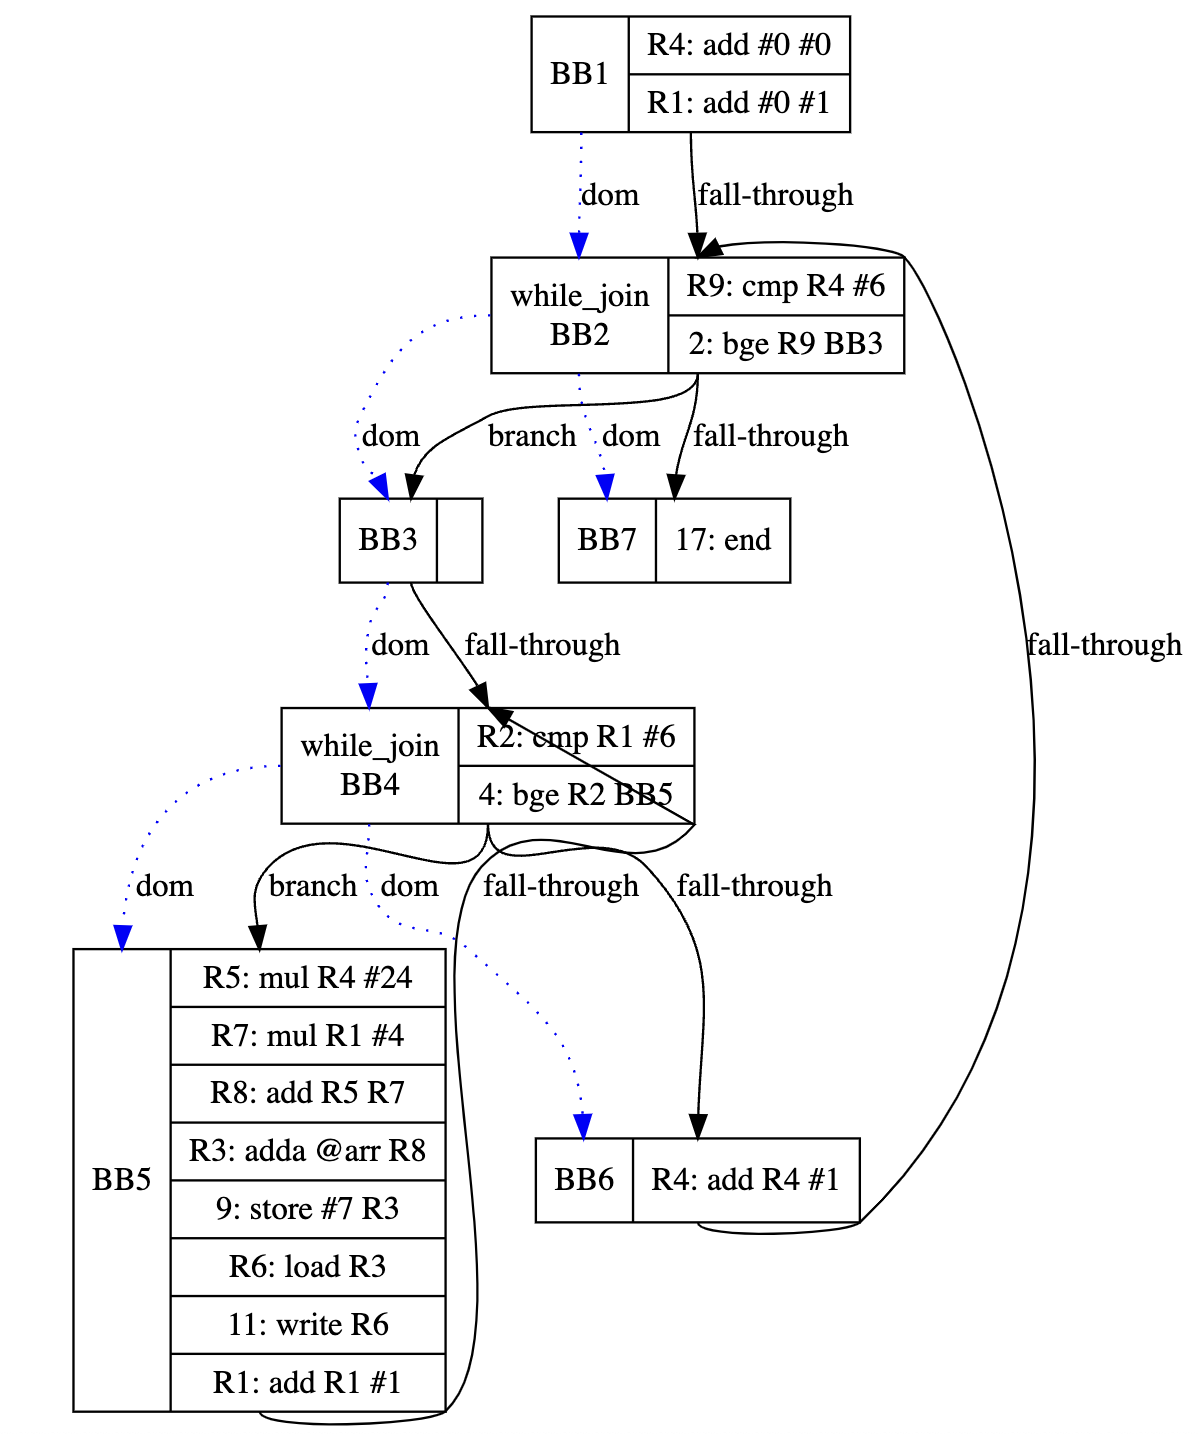 BB1
R4: add #0 #0
R1: add #0 #1
dom
fall-through
while_join
BB2
R9: cmp R4 #6
2: bge R9 BB3
dom
branch
dom
fall-through
BB3
BB7
17: end
dom
fall-through
fall-through
while_join
BB4
R2: cmp R1 #6
4: bge R2 BB5
dom
branch
dom
fall-through
fall-through
BB5
R5: mul R4 #24
R7: mul R1 #4
R8: add R5 R7
R3: adda @arr R8
9: store #7 R3
R6: load R3
11: write R6
R1: add R1 #1
BB6
R4: add R4 #1